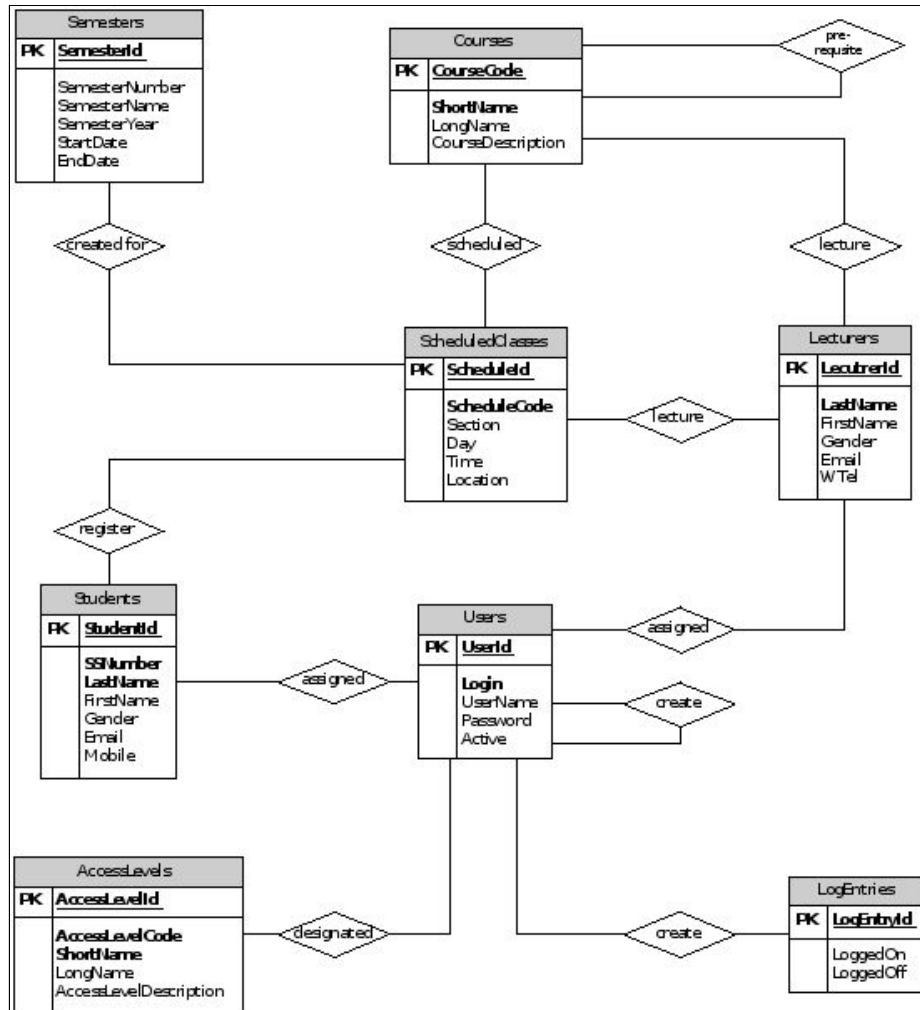 Semesters
PK SemesterId
SemesterNumber
SemesterName
SemesterYear
StartDate
EndDate
Courses
PK CourseCode
ShortName
LongName
CourseDescription
pre-
requsite
created for
scheduled
lecture
ScheduledClasses
PK ScheduleId
ScheduleCode
Section
Day
Time
Location
lecture
Lecturers
PK LecutrerId
LastName
FirstName
Gender
Email
WTel
register
Students
PK StudentId
SSNumber
LastName
FirstName
Gender
Email
Mobile
assigned
Users
PK UserId
Login
UserName
Password
Active
assigned
create
AccessLevels
PK AccessLevelId
AccessLevelCode
ShortName
LongName
AccessLevelDescription
designated
create
LogEntries
PK LogEntryId
LoggedOn
LoggedOff